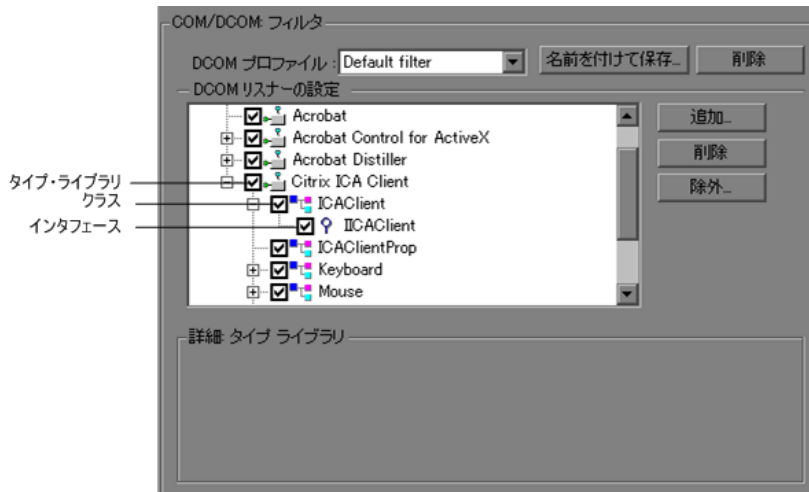 COM/DCOM: フィルタ
DCOM プロファイル : Default filter 名前を付けて保存... 削除
DCOM リスナーの設定
Acrobat 追加...
Acrobat Control for ActiveX
Acrobat Distiller 削除
タイプ・ライブラリ Citrix ICA Client 除外...
クラス ICAClient
インタフェース IICAClient
ICAClientProp
Keyboard
Mouse
詳細: タイプ ライブラリ